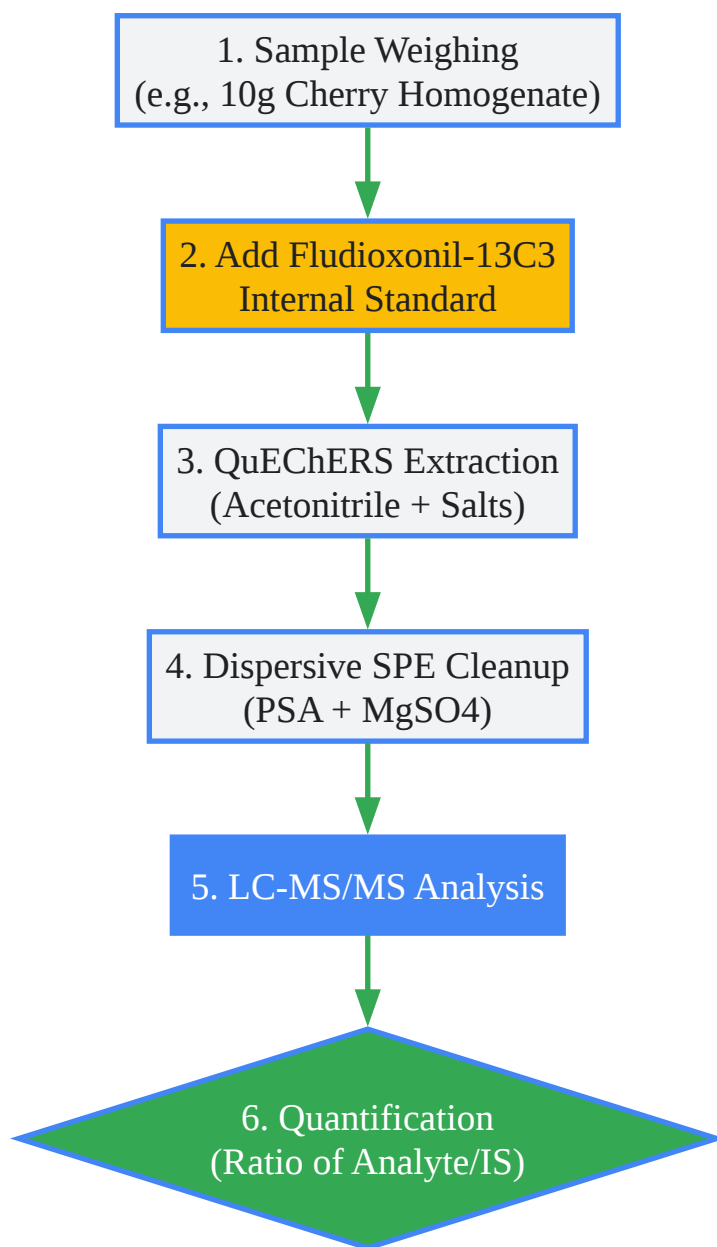 1. Sample Weighing
(e.g., 10g Cherry Homogenate)
2. Add Fludioxonil-13C3
Internal Standard
3. QuEChERS Extraction
(Acetonitrile + Salts)
4. Dispersive SPE Cleanup
(PSA + MgSO4)
5. LC-MS/MS Analysis
6. Quantification
(Ratio of Analyte/IS)